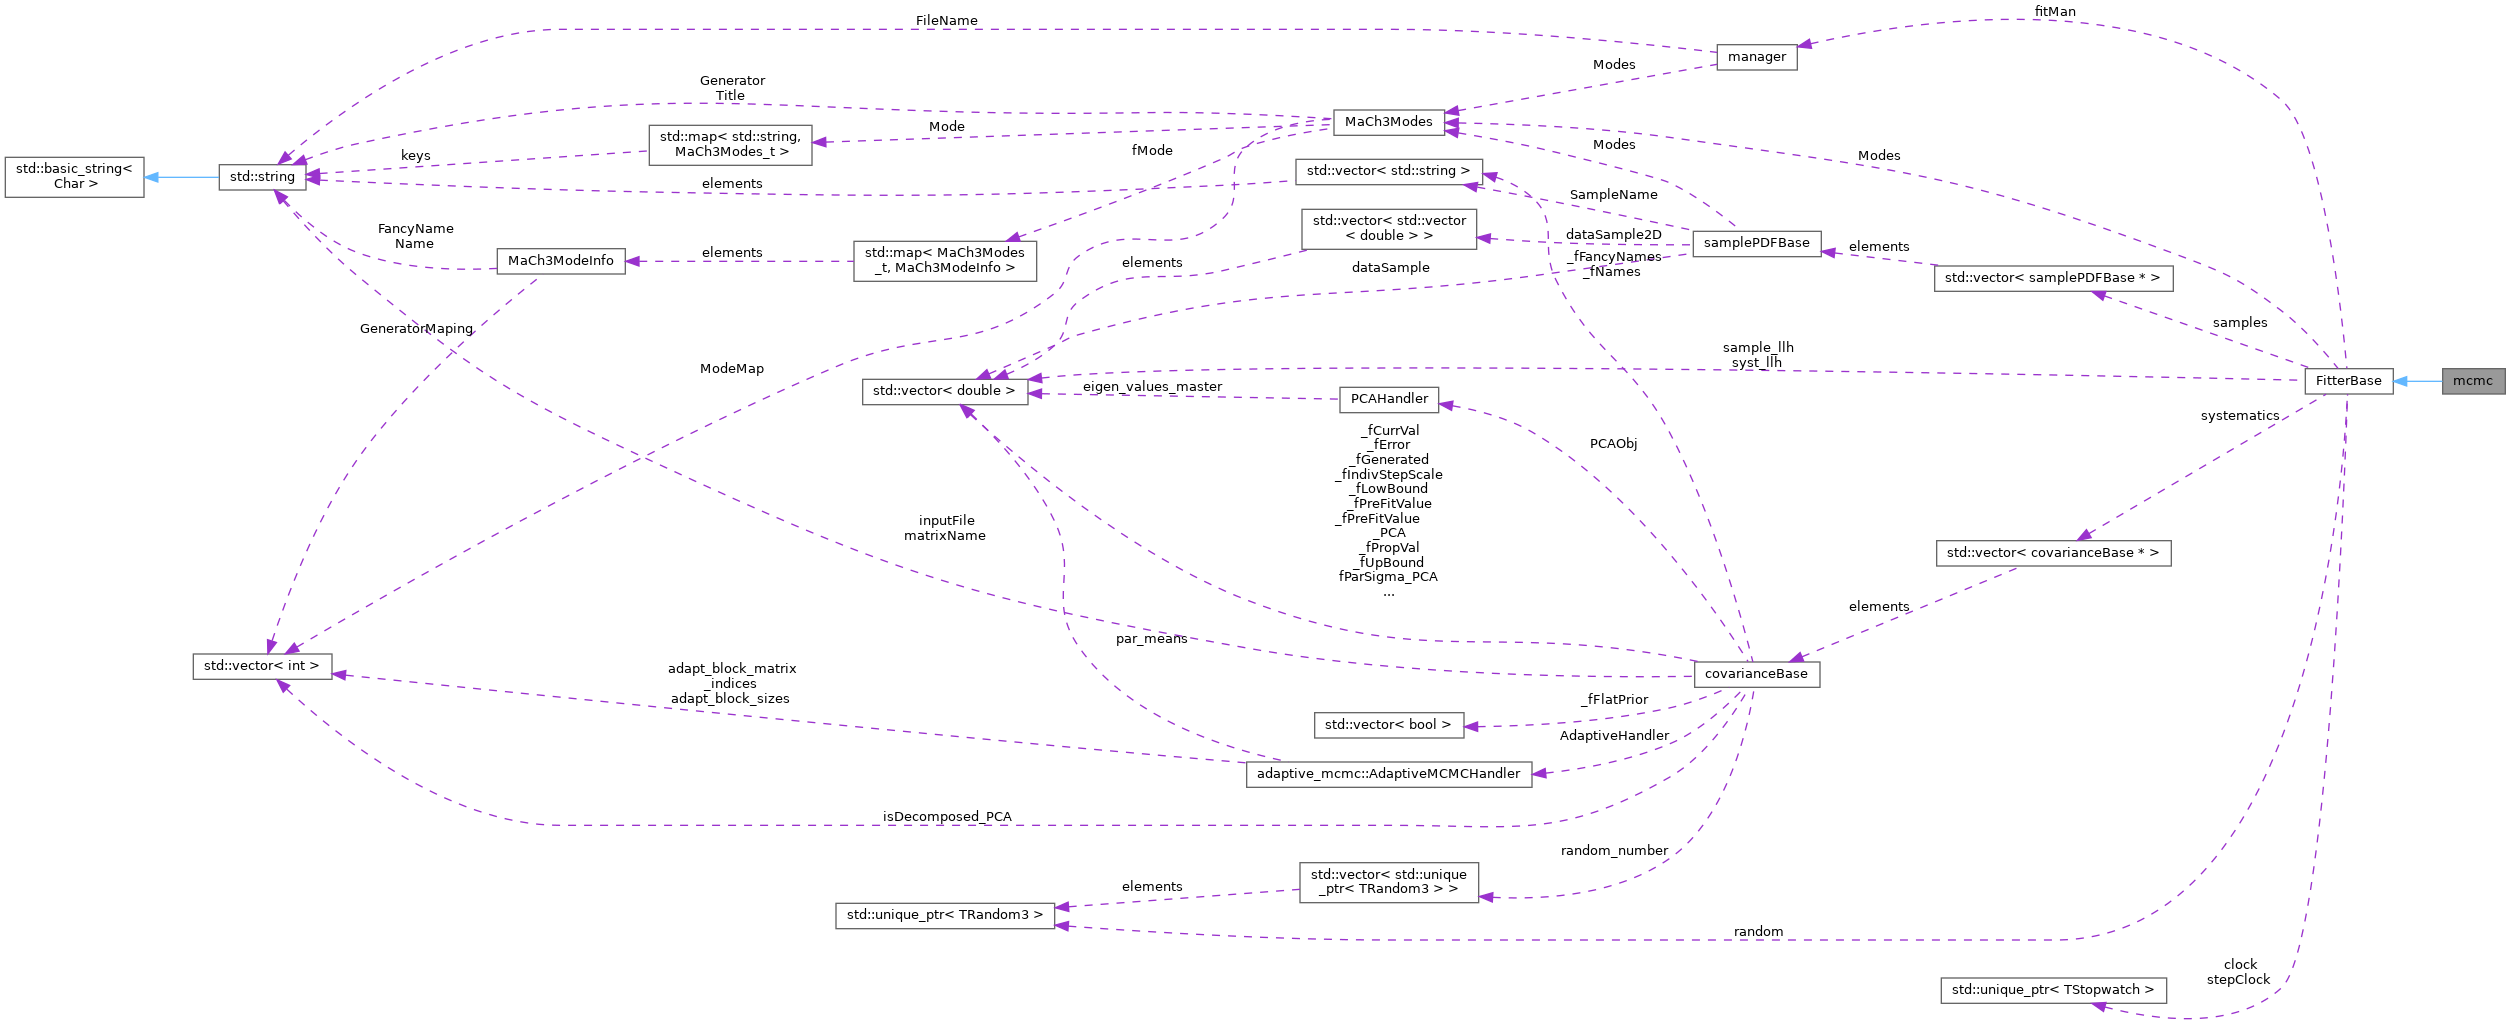 FileName
fitMan
manager
Generator
Title
Modes
MaCh3Modes
Mode
std::map< std::string,
MaCh3Modes_t >
keys
fMode
Modes
Modes
std::basic_string<
Char >
std::string
std::vector< std::string >
elements
SampleName
FancyName
Name
std::vector< std::vector
< double > >
dataSample2D
samplePDFBase
elements
MaCh3ModeInfo
elements
std::map< MaCh3Modes
_t, MaCh3ModeInfo >
elements
dataSample
_fFancyNames
_fNames
std::vector< samplePDFBase * >
GeneratorMaping
samples
ModeMap
sample_llh
syst_llh
std::vector< double >
eigen_values_master
PCAHandler
FitterBase
mcmc
systematics
_fCurrVal
_fError
_fGenerated
_fIndivStepScale
_fLowBound
_fPreFitValue
_fPreFitValue
_PCA
_fPropVal
_fUpBound
fParSigma_PCA
...
PCAObj
inputFile
matrixName
std::vector< covarianceBase * >
elements
par_means
std::vector< int >
adapt_block_matrix
_indices
adapt_block_sizes
covarianceBase
_fFlatPrior
std::vector< bool >
AdaptiveHandler
adaptive_mcmc::AdaptiveMCMCHandler
isDecomposed_PCA
random_number
std::vector< std::unique
_ptr< TRandom3 > >
elements
std::unique_ptr< TRandom3 >
random
clock
stepClock
std::unique_ptr< TStopwatch >